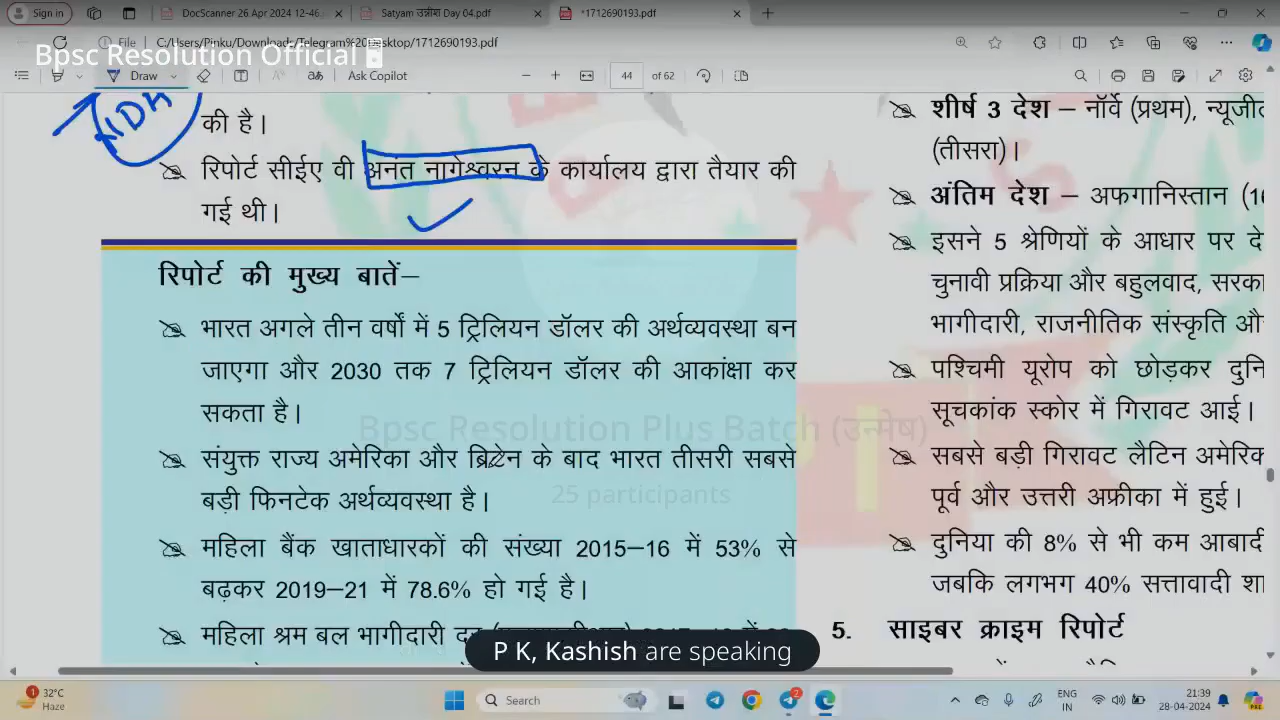 Sign in
DocScanner 26 Apr 2024 12-46
Satyam उन्मेष Day 04.pdf
*1712690193.pdf
File C:/Users/Pinku/Downloads/Telegram%20Desktop/1712690193.pdf
Bpsc Resolution Official
Draw
Ask Copilot
44 of 62
की है।
रिपोर्ट सीईए वी अनंत नागेश्वरन के कार्यालय द्वारा तैयार की
गई थी।
रिपोर्ट की मुख्य बातें–
भारत अगले तीन वर्षों में 5 ट्रिलियन डॉलर की अर्थव्यवस्था बन
जाएगा और 2030 तक 7 ट्रिलियन डॉलर की आकांक्षा कर
सकता है।
संयुक्त राज्य अमेरिका और ब्रिटेन के बाद भारत तीसरी सबसे
बड़ी फिनटेक अर्थव्यवस्था है।
महिला बैंक खाताधारकों की संख्या 2015–16 में 53% से
बढ़कर 2019–21 में 78.6% हो गई है।
महिला श्रम बल भागीदारी
शीर्ष 3 देश – नॉर्वे (प्रथम),
(तीसरा)।
अंतिम देश – अफगानिस्तान
इसने 5 श्रेणियों के आधार पर
चुनावी प्रक्रिया और बहुलवाद,
भागीदारी, राजनीतिक संस्कृति
पश्चिमी यूरोप को छोड़कर
सूचकांक स्कोर में गिरावट आई।
सबसे बड़ी गिरावट लैटिन
पूर्व और उत्तरी अफ्रीका में हुई।
दुनिया की 8% से भी कम आबादी
जबकि लगभग 40% सत्तावादी
5. साइबर क्राइम रिपोर्ट
Bpsc Resolution Plus Batch (उन्मेष)
25 participants
P K, Kashish are speaking
32°C
Haze
Search
ENG
IN
21:39
28-04-2024